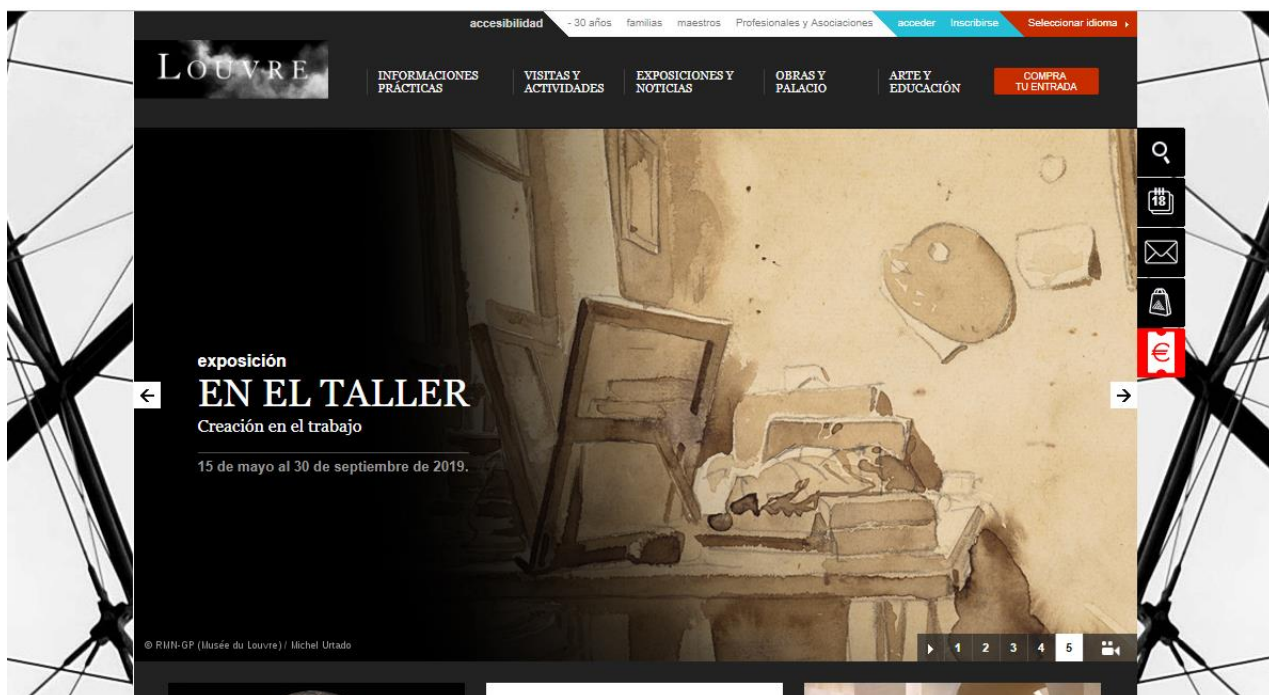 accesibilidad - 30 años familias maestros Profesionales y Asociaciones acceder Inscribirse Seleccionar idioma
LOUVRE
INFORMACIONES
PRÁCTICAS
VISITAS Y
ACTIVIDADES
EXPOSICIONES Y
NOTICIAS
OBRAS Y
PALACIO
ARTE Y
EDUCACIÓN
COMPRA
TU ENTRADA
18
€
exposición
EN EL TALLER
Creación en el trabajo
15 de mayo al 30 de septiembre de 2019.
© RMN-GP (Musée du Louvre) / Michel Urtado
1 2 3 4 5